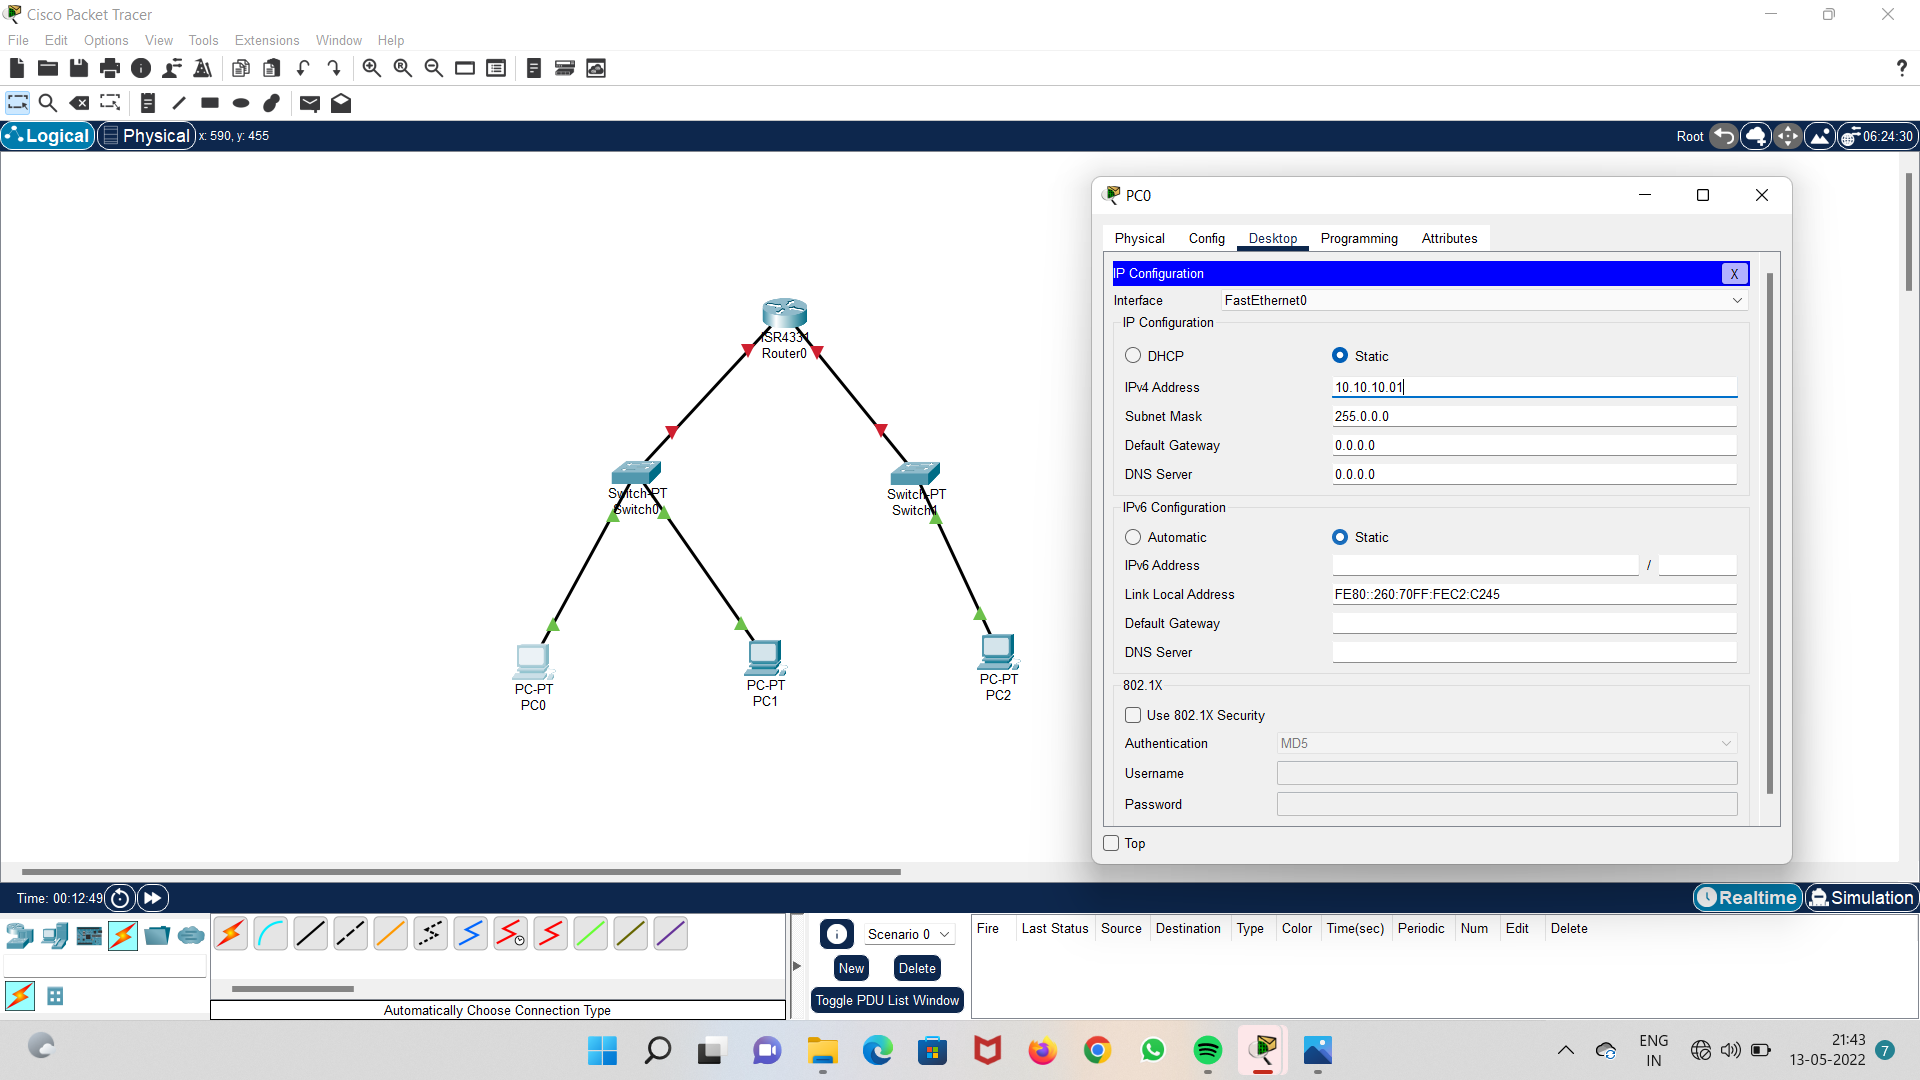 Cisco Packet Tracer
File Edit Options View Tools Extensions Window Help
?
Logical Physical x: 590, y: 455
Root 06:24:30
ISR4331
Router0
Switch-PT
Switch0
Switch-PT
Switch1
PC-PT
PC0
PC-PT
PC1
PC-PT
PC2
PC0
Physical Config Desktop Programming Attributes
IP Configuration X
Interface FastEthernet0
IP Configuration
DHCP Static
IPv4 Address 10.10.10.01
Subnet Mask 255.0.0.0
Default Gateway 0.0.0.0
DNS Server 0.0.0.0
IPv6 Configuration
Automatic Static
IPv6 Address /
Link Local Address FE80::260:70FF:FEC2:C245
Default Gateway
DNS Server
802.1X
Use 802.1X Security
Authentication MD5
Username
Password
Top
Time: 00:12:49 Realtime Simulation
Scenario 0
New Delete
Toggle PDU List Window
Fire Last Status Source Destination Type Color Time(sec) Periodic Num Edit Delete
Automatically Choose Connection Type
ENG
IN
21:43
13-05-2022
7